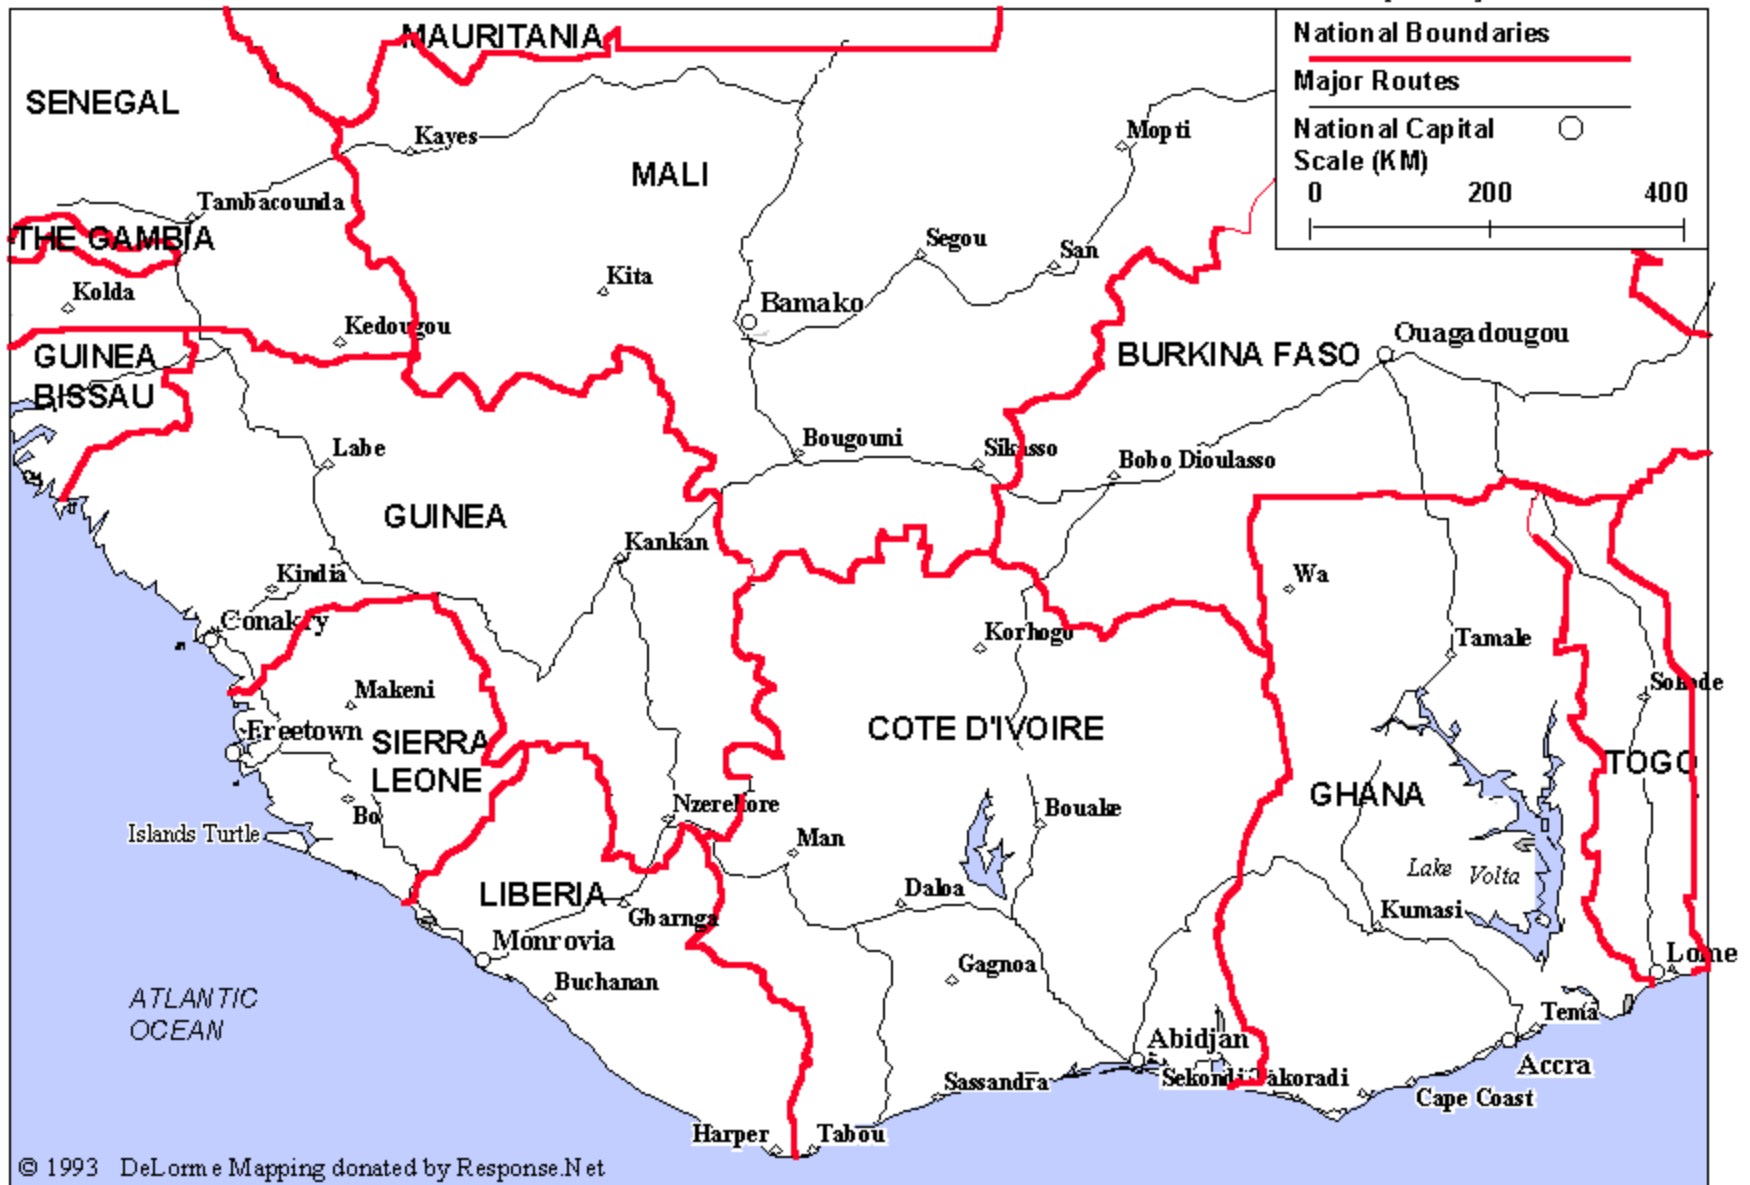 National Boundaries
Major Routes
National Capital
Scale (KM)
0 200 400
MAURITANIA
SENEGAL
Kayes
Mopti
MALI
Tambacounda
THE GAMBIA
Segou
San
Kita
Kolda
Bamako
Kedougou
Ouagadougou
GUINEA
BISSAU
BURKINA FASO
Labe
Bougouni
Sikasso
Bobo Dioulasso
GUINEA
Kankan
Kindia
Wa
Conakry
Korhogo
Tamale
Makeni
Sokode
Freetown
SIERRA
LEONE
COTE D'IVOIRE
TOGO
GHANA
Nzerekore
Bouake
Bo
Islands Turtle
Man
Lake Volta
LIBERIA
Daloa
Gbarnga
Kumasi
Monrovia
Lome
Gagnoa
Buchanan
ATLANTIC
OCEAN
Tema
Abidjan
Accra
Sassandra
Sekondi Takoradi
Cape Coast
Harper
Tabou
© 1993 DeLorme Mapping donated by Response.Net